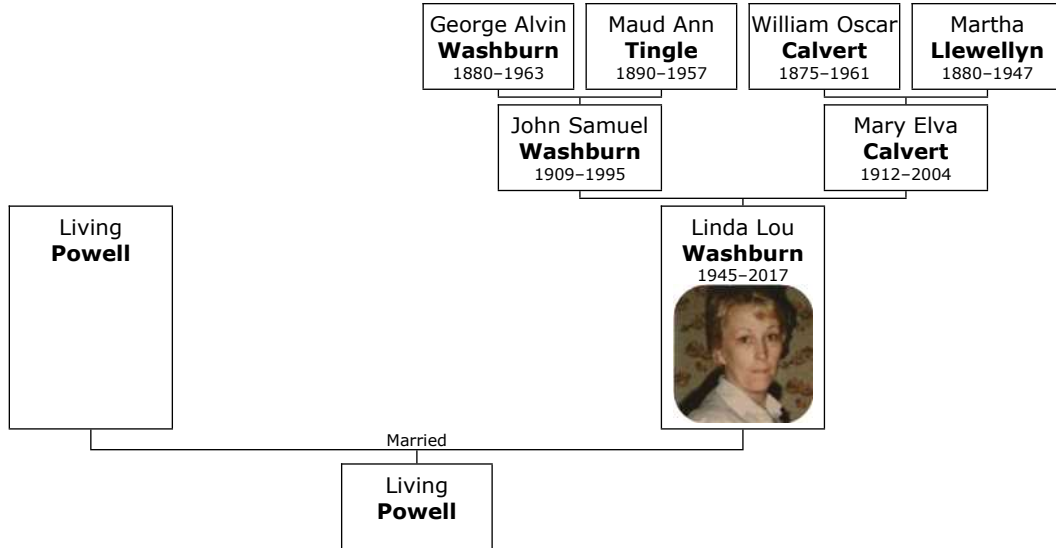 George Alvin
Washburn
1880–1963
Maud Ann
Tingle
1890–1957
William Oscar
Calvert
1875–1961
Martha
Llewellyn
1880–1947
John Samuel
Washburn
1909–1995
Mary Elva
Calvert
1912–2004
Living
Powell
Linda Lou
Washburn
1945–2017
Married
Living
Powell